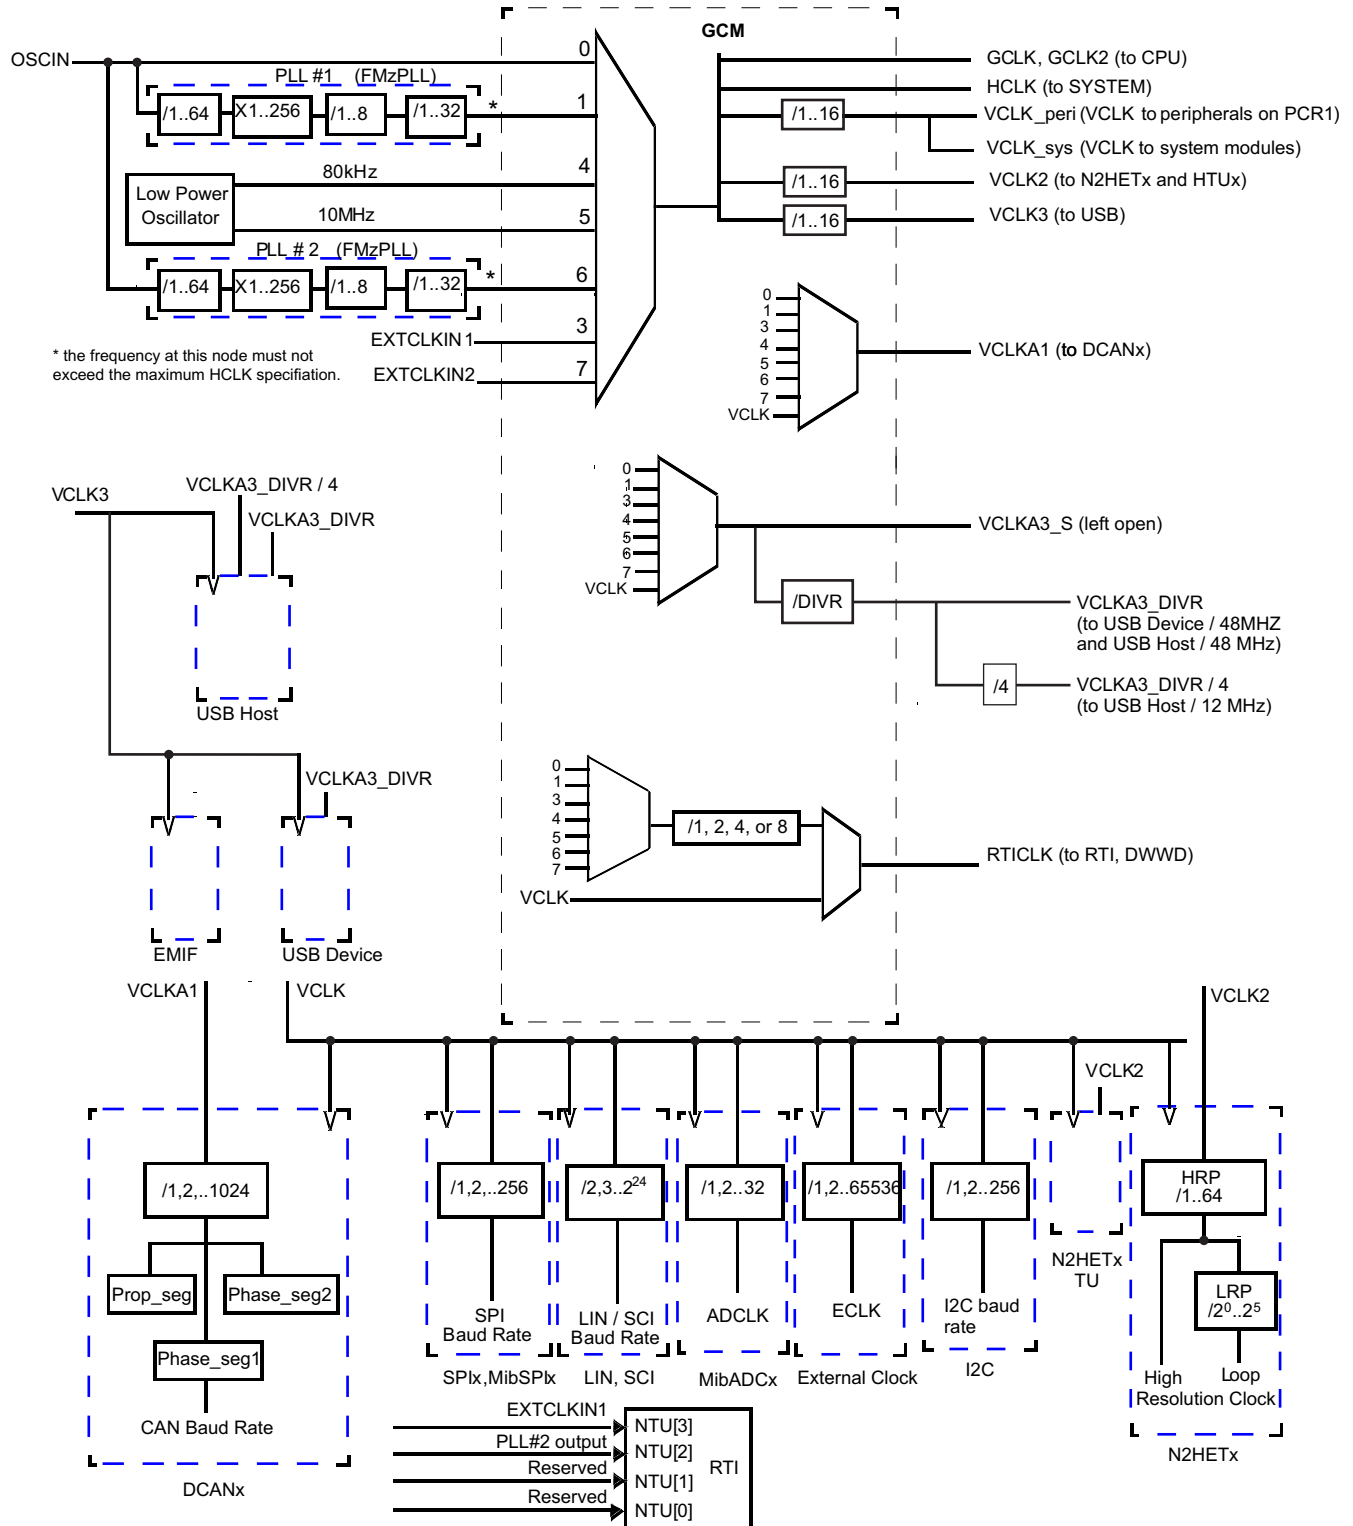 GCM
OSCIN
0
PLL #1 (FMzPLL)
/1..64
X1..256
/1..8
/1..32
*
1
80kHz
4
Low Power
Oscillator
10MHz
5
PLL # 2 (FMzPLL)
/1..64
X1..256
/1..8
/1..32
*
6
EXTCLKIN1
3
EXTCLKIN2
7
* the frequency at this node must not
exceed the maximum HCLK specifiation.
GCLK, GCLK2 (to CPU)
HCLK (to SYSTEM)
/1..16
VCLK_peri (VCLK to peripherals on PCR1)
VCLK_sys (VCLK to system modules)
/1..16
VCLK2 (to N2HETx and HTUx)
/1..16
VCLK3 (to USB)
0
1
3
4
5
6
7
VCLK
VCLKA1 (to DCANx)
0
1
3
4
5
6
7
VCLK
VCLKA3_S (left open)
/DIVR
VCLKA3_DIVR
(to USB Device / 48MHZ
and USB Host / 48 MHz)
/4
VCLKA3_DIVR / 4
(to USB Host / 12 MHz)
VCLK3
VCLKA3_DIVR / 4
VCLKA3_DIVR
USB Host
VCLKA3_DIVR
EMIF
USB Device
0
1
3
4
5
6
7
/1, 2, 4, or 8
VCLK
RTICLK (to RTI, DWWD)
VCLKA1
VCLK
VCLK2
VCLK2
/1,2,..1024
Prop_seg
Phase_seg2
Phase_seg1
CAN Baud Rate
DCANx
/1,2,..256
SPI
Baud Rate
SPIx,MibSPIx
/2,3..2²⁴
LIN / SCI
Baud Rate
LIN, SCI
/1,2..32
ADCLK
MibADCx
/1,2..65536
ECLK
External Clock
/1,2..256
I2C baud
rate
I2C
N2HETx
TU
HRP
/1..64
LRP
/2⁰..2⁵
High
Loop
Resolution Clock
N2HETx
EXTCLKIN1
NTU[3]
PLL#2 output
NTU[2]
RTI
Reserved
NTU[1]
Reserved
NTU[0]